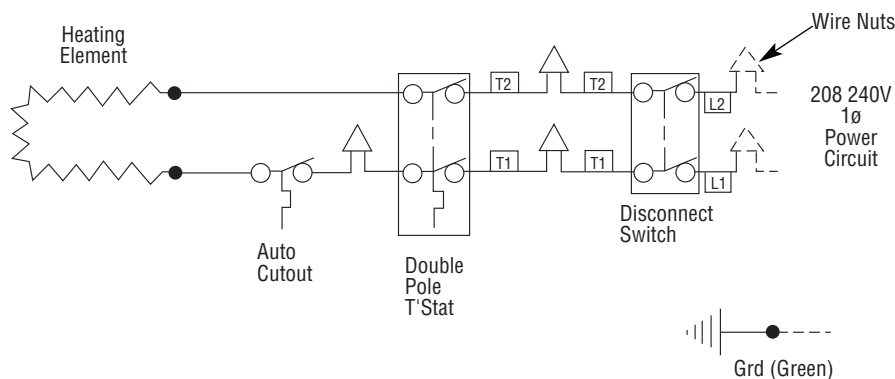 Wire Nuts
Heating
Element
T2
T2
L2
208 240V
1ø
Power
Circuit
T1
T1
L1
Auto
Cutout
Double
Pole
T'Stat
Disconnect
Switch
Grd (Green)